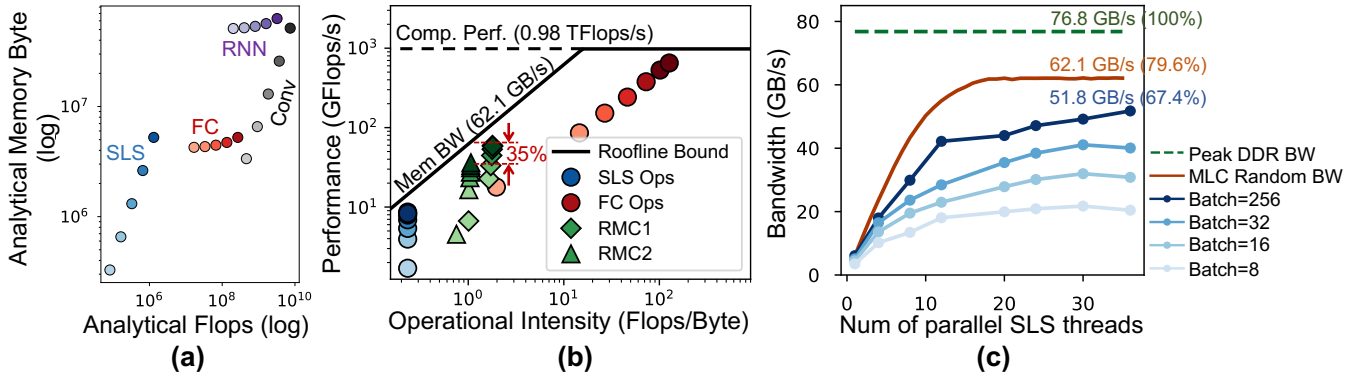 Analytical Memory Byte
(log)
10^7
10^6
RNN
Conv
FC
SLS
10^6
10^8
10^10
Analytical Flops (log)
(a)
Performance (GFlops/s)
10^3
10^2
10^1
Comp. Perf. (0.98 TFlops/s)
Mem BW (62.1 GB/s)
35%
Roofline Bound
SLS Ops
FC Ops
RMC1
RMC2
10^0
10^1
10^2
Operational Intensity (Flops/Byte)
(b)
Bandwidth (GB/s)
80
60
40
20
0
76.8 GB/s (100%)
62.1 GB/s (79.6%)
51.8 GB/s (67.4%)
0
10
20
30
Num of parallel SLS threads
Peak DDR BW
MLC Random BW
Batch=256
Batch=32
Batch=16
Batch=8
(c)